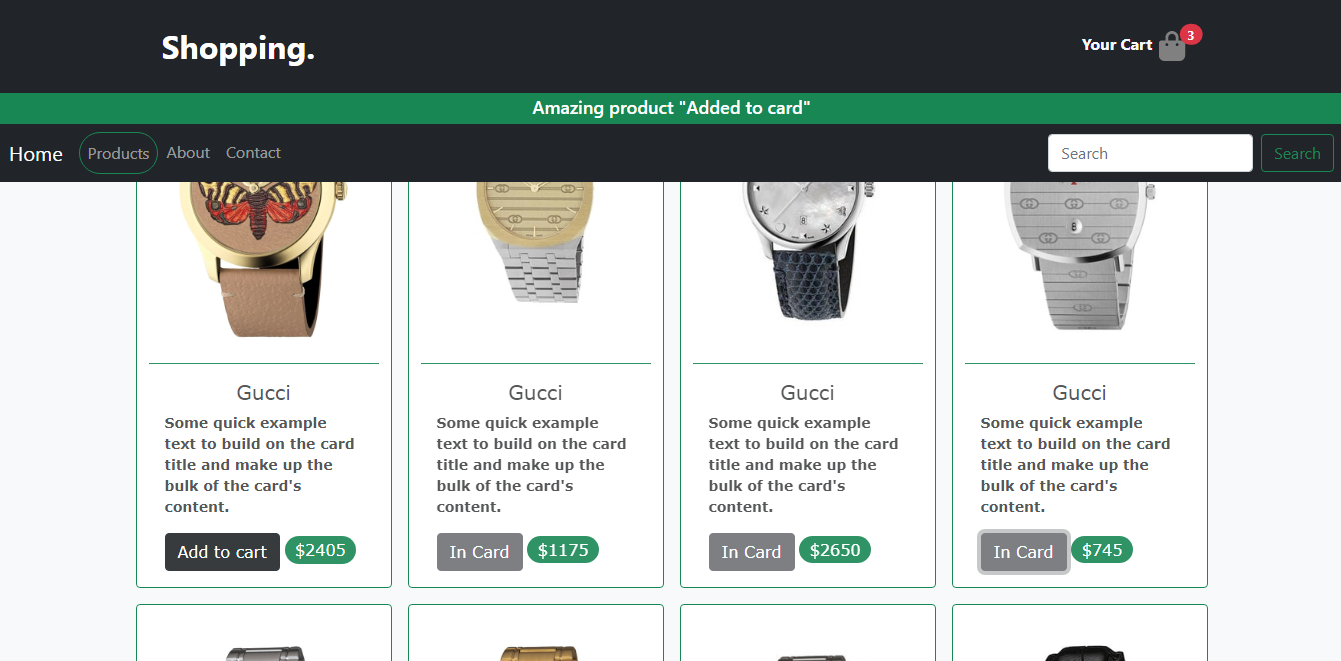 Shopping.
Your Cart 3
Amazing product "Added to card"
Home Products About Contact Search Search
Gucci
Some quick example
text to build on the card
title and make up the
bulk of the card's
content.
Add to cart $2405
Gucci
Some quick example
text to build on the card
title and make up the
bulk of the card's
content.
In Card $1175
Gucci
Some quick example
text to build on the card
title and make up the
bulk of the card's
content.
In Card $2650
Gucci
Some quick example
text to build on the card
title and make up the
bulk of the card's
content.
In Card $745